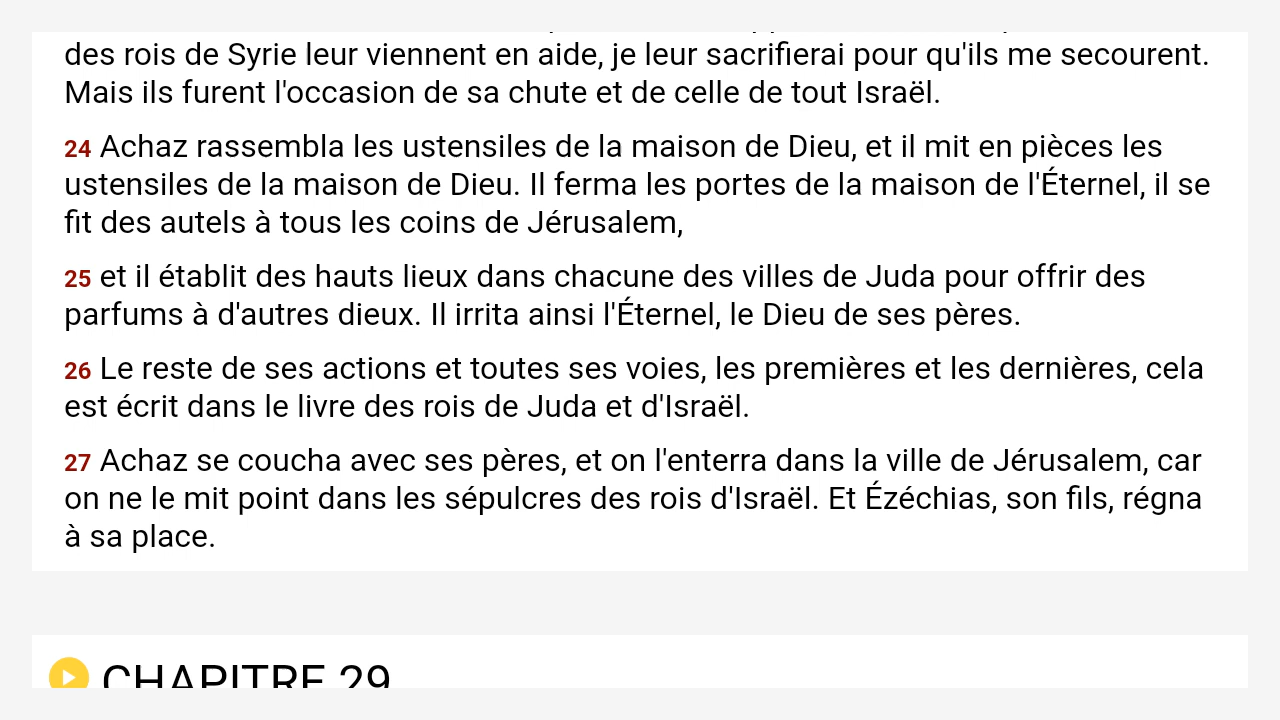 des rois de Syrie leur viennent en aide, je leur sacrifierai pour qu'ils me secourent.
Mais ils furent l'occasion de sa chute et de celle de tout Israël.
24 Achaz rassembla les ustensiles de la maison de Dieu, et il mit en pièces les
ustensiles de la maison de Dieu. Il ferma les portes de la maison de l'Éternel, il se
fit des autels à tous les coins de Jérusalem,
25 et il établit des hauts lieux dans chacune des villes de Juda pour offrir des
parfums à d'autres dieux. Il irrita ainsi l'Éternel, le Dieu de ses pères.
26 Le reste de ses actions et toutes ses voies, les premières et les dernières, cela
est écrit dans le livre des rois de Juda et d'Israël.
27 Achaz se coucha avec ses pères, et on l'enterra dans la ville de Jérusalem, car
on ne le mit point dans les sépulcres des rois d'Israël. Et Ézéchias, son fils, régna
à sa place.
CHAPITRE 29